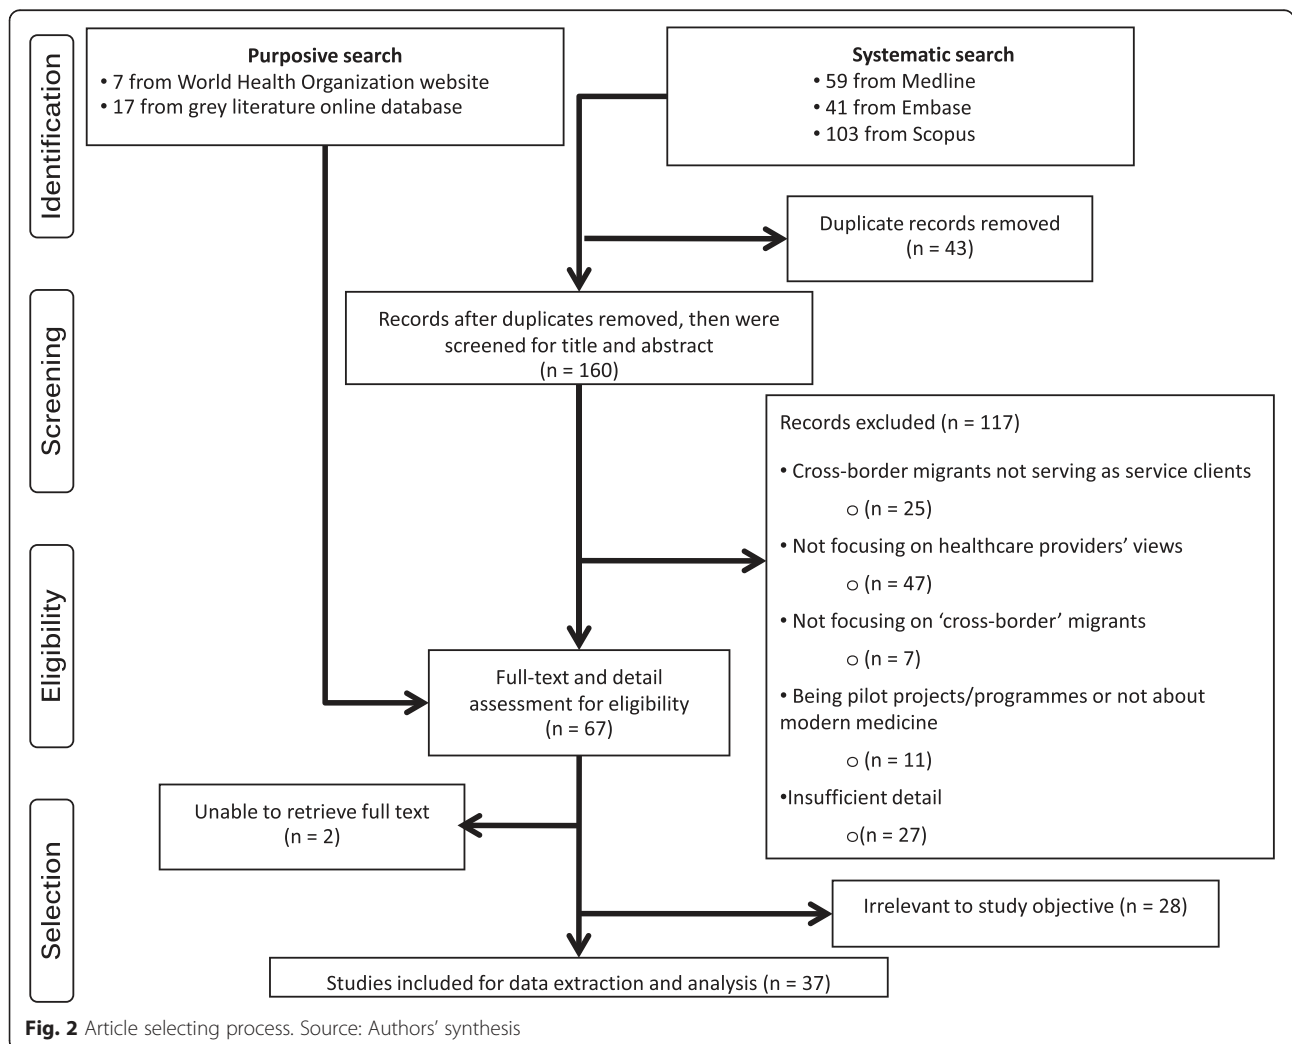 Identification
Purposive search
• 7 from World Health Organization website
• 17 from grey literature online database
Systematic search
• 59 from Medline
• 41 from Embase
• 103 from Scopus
Duplicate records removed
(n = 43)
Screening
Records after duplicates removed, then were
screened for title and abstract
(n = 160)
Records excluded (n = 117)
• Cross-border migrants not serving as service clients
o (n = 25)
• Not focusing on healthcare providers’ views
o (n = 47)
• Not focusing on ‘cross-border’ migrants
o (n = 7)
• Being pilot projects/programmes or not about
modern medicine
o (n = 11)
•Insufficient detail
o(n = 27)
Eligibility
Full-text and detail
assessment for eligibility
(n = 67)
Selection
Unable to retrieve full text
(n = 2)
Irrelevant to study objective (n = 28)
Studies included for data extraction and analysis (n = 37)
Fig. 2 Article selecting process. Source: Authors’ synthesis